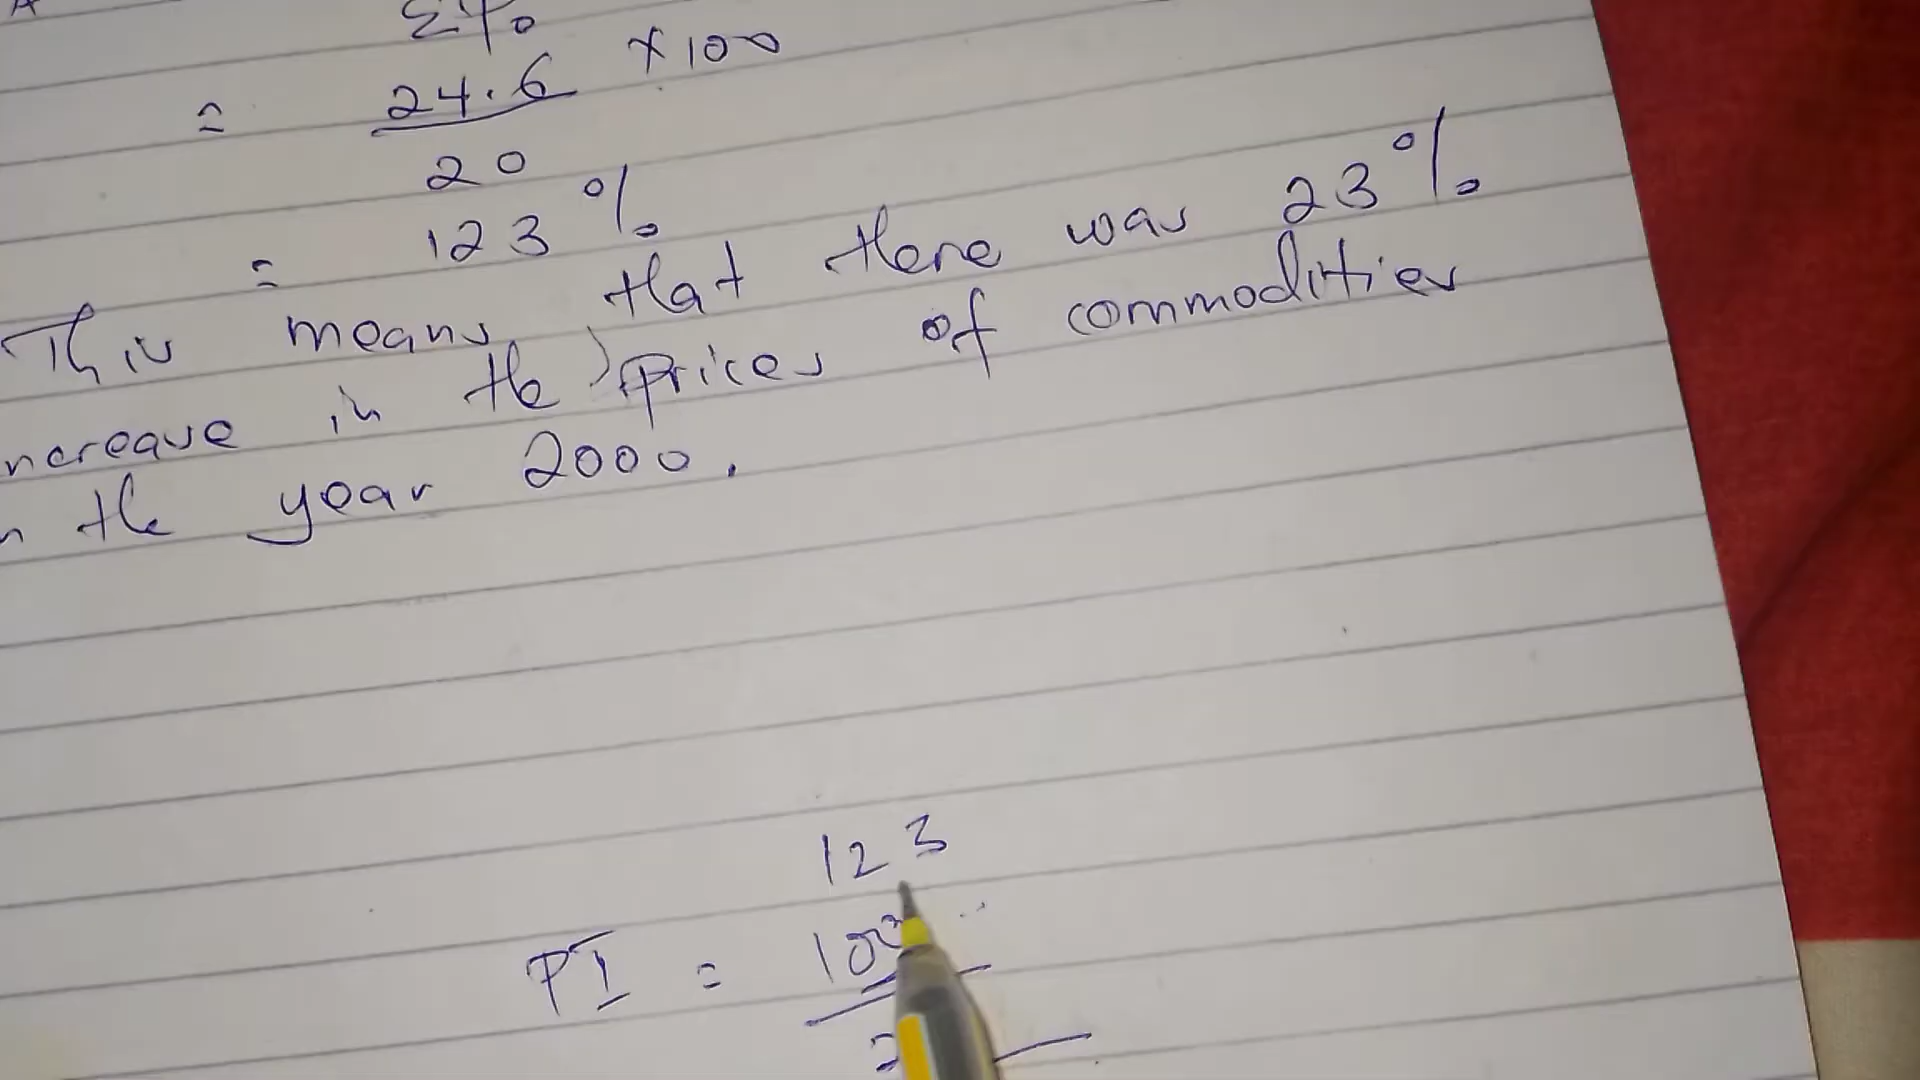 ΣP₀
= 24.6 × 100
20
= 123%
This means that there was 23%
ncrease in the prices of commodities
n the year 2000.
123
PI = 100
2